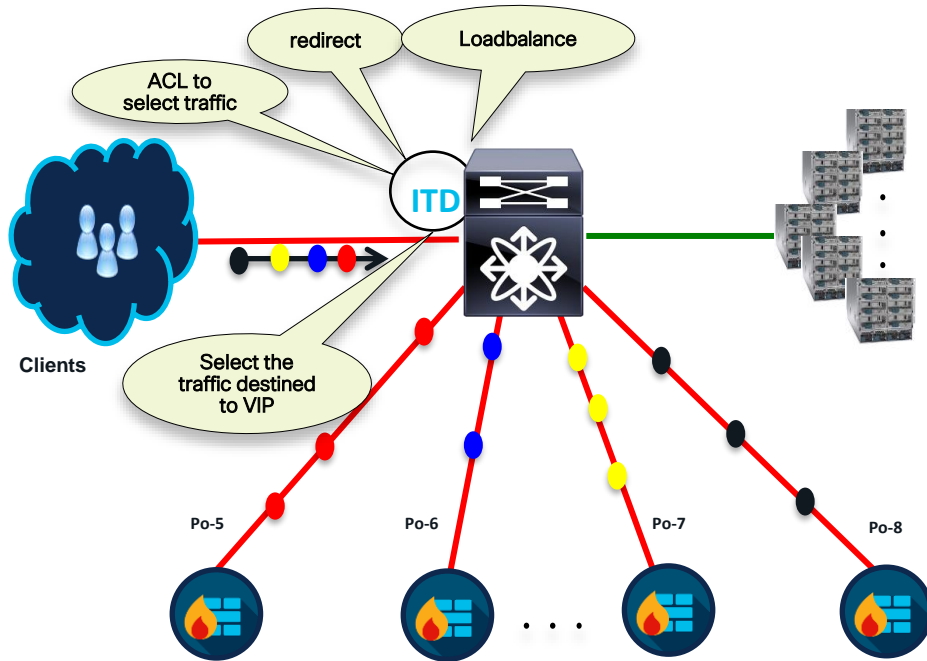 redirect
Loadbalance
ACL to
select traffic
ITD
Clients
Select the
traffic destined
to VIP
Po-5
Po-6
Po-7
Po-8